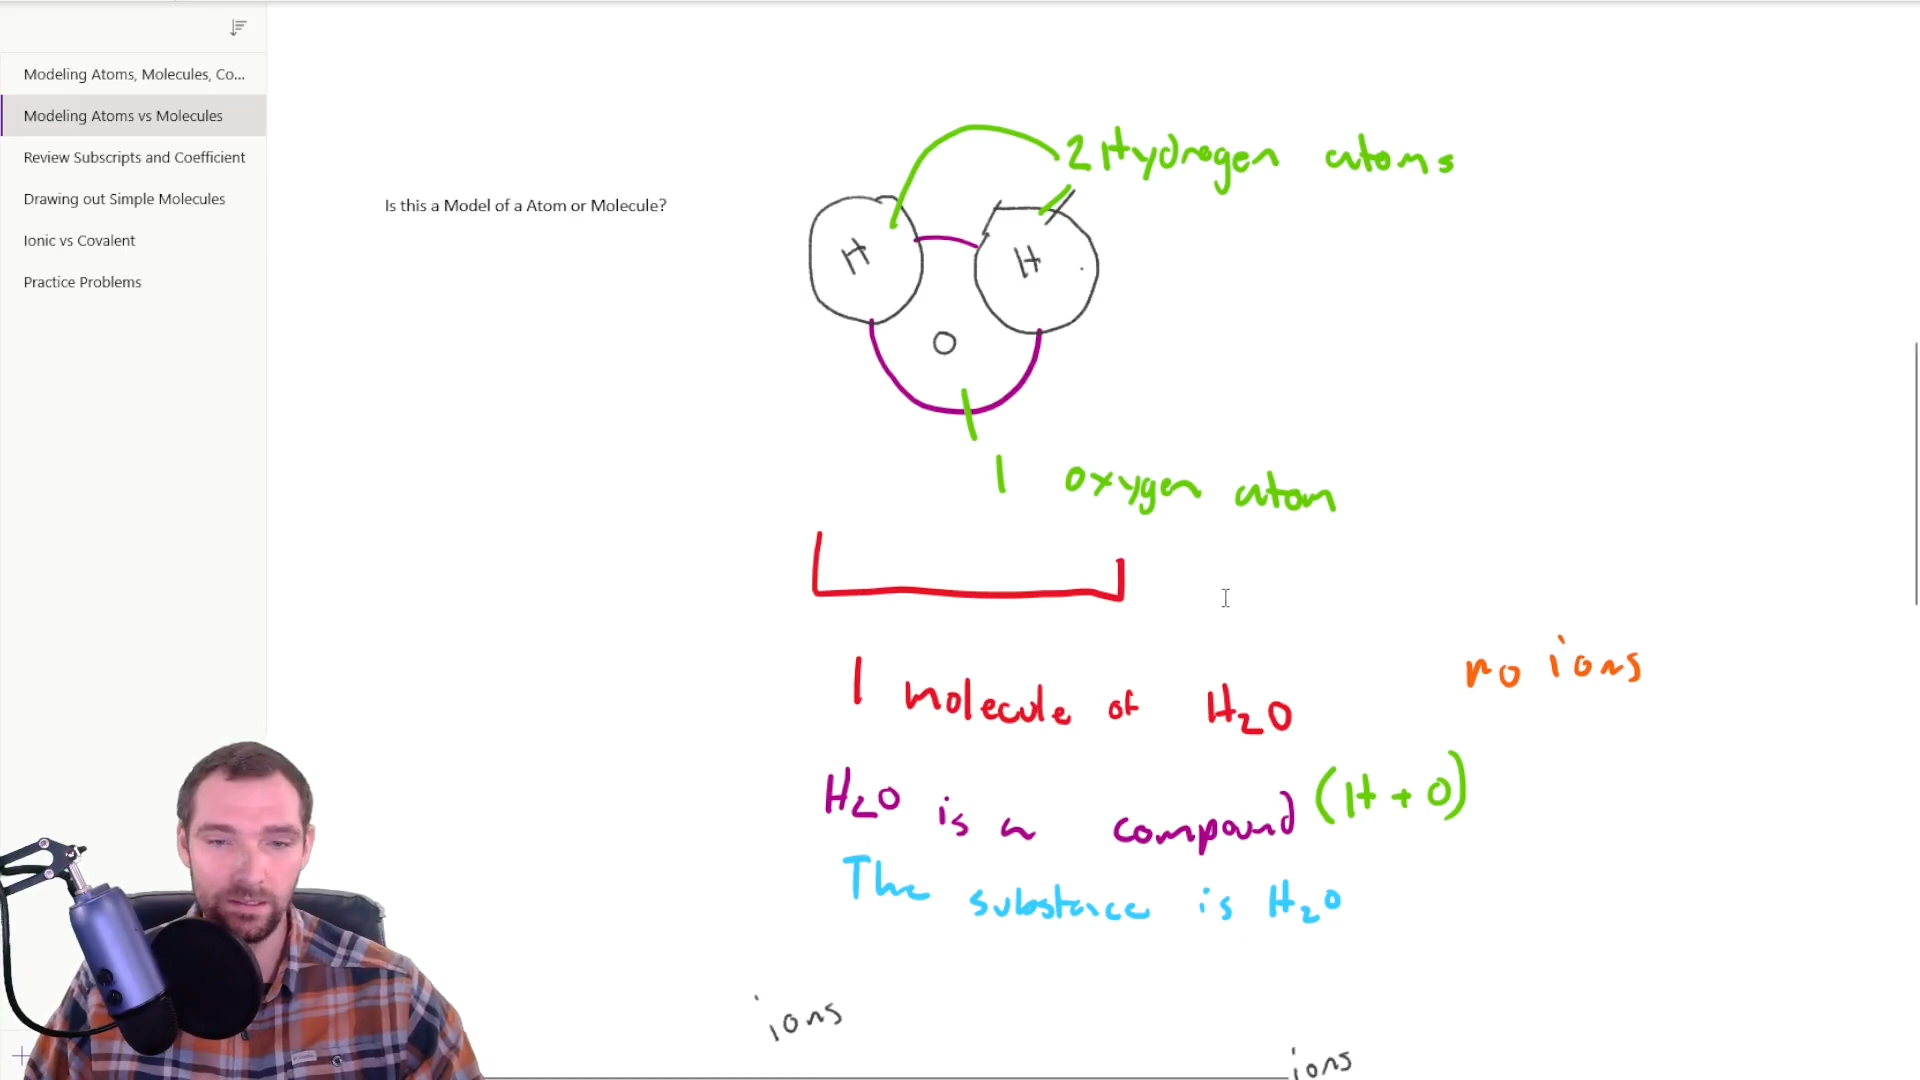 Modeling Atoms, Molecules, Co...
Modeling Atoms vs Molecules
Review Subscripts and Coefficient
Drawing out Simple Molecules
Ionic vs Covalent
Practice Problems
Is this a Model of a Atom or Molecule?
2 Hydrogen atoms
H
H
O
1 oxygen atom
no ions
1 molecule of H₂O
H₂O is a compound (H + O)
The substance is H₂O
ions
ions